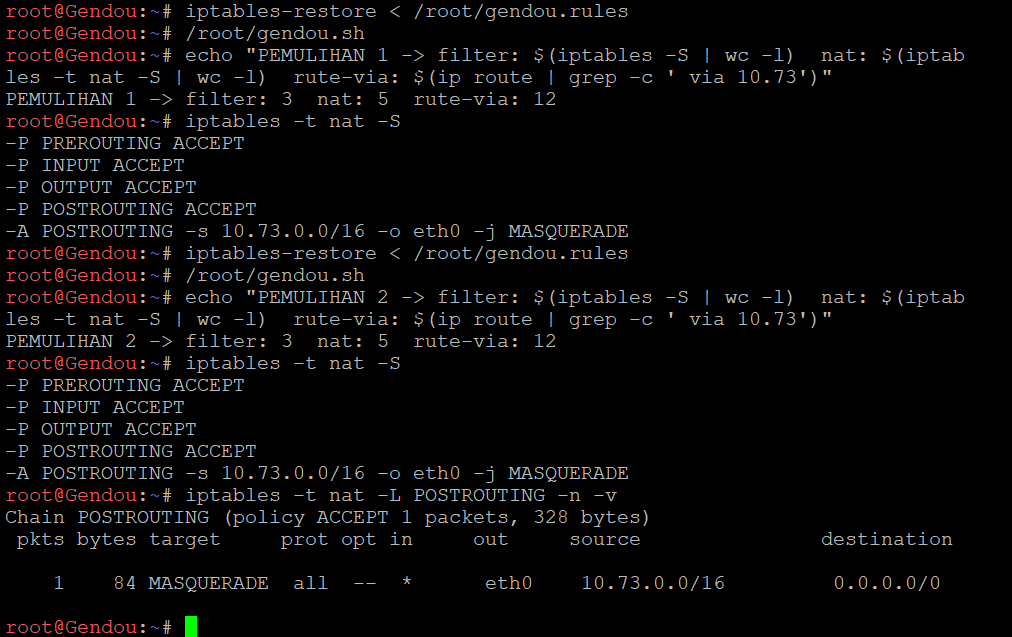 root@Gendou:~# iptables-restore < /root/gendou.rules
root@Gendou:~# /root/gendou.sh
root@Gendou:~# echo "PEMULIHAN 1 -> filter: $(iptables -S | wc -l)  nat: $(iptab
les -t nat -S | wc -l)  rute-via: $(ip route | grep -c ' via 10.73')"
PEMULIHAN 1 -> filter: 3  nat: 5  rute-via: 12
root@Gendou:~# iptables -t nat -S
-P PREROUTING ACCEPT
-P INPUT ACCEPT
-P OUTPUT ACCEPT
-P POSTROUTING ACCEPT
-A POSTROUTING -s 10.73.0.0/16 -o eth0 -j MASQUERADE
root@Gendou:~# iptables-restore < /root/gendou.rules
root@Gendou:~# /root/gendou.sh
root@Gendou:~# echo "PEMULIHAN 2 -> filter: $(iptables -S | wc -l)  nat: $(iptab
les -t nat -S | wc -l)  rute-via: $(ip route | grep -c ' via 10.73')"
PEMULIHAN 2 -> filter: 3  nat: 5  rute-via: 12
root@Gendou:~# iptables -t nat -S
-P PREROUTING ACCEPT
-P INPUT ACCEPT
-P OUTPUT ACCEPT
-P POSTROUTING ACCEPT
-A POSTROUTING -s 10.73.0.0/16 -o eth0 -j MASQUERADE
root@Gendou:~# iptables -t nat -L POSTROUTING -n -v
Chain POSTROUTING (policy ACCEPT 1 packets, 328 bytes)
 pkts bytes target     prot opt in     out     source               destination
    1    84 MASQUERADE  all  --  *      eth0    10.73.0.0/16         0.0.0.0/0
root@Gendou:~#